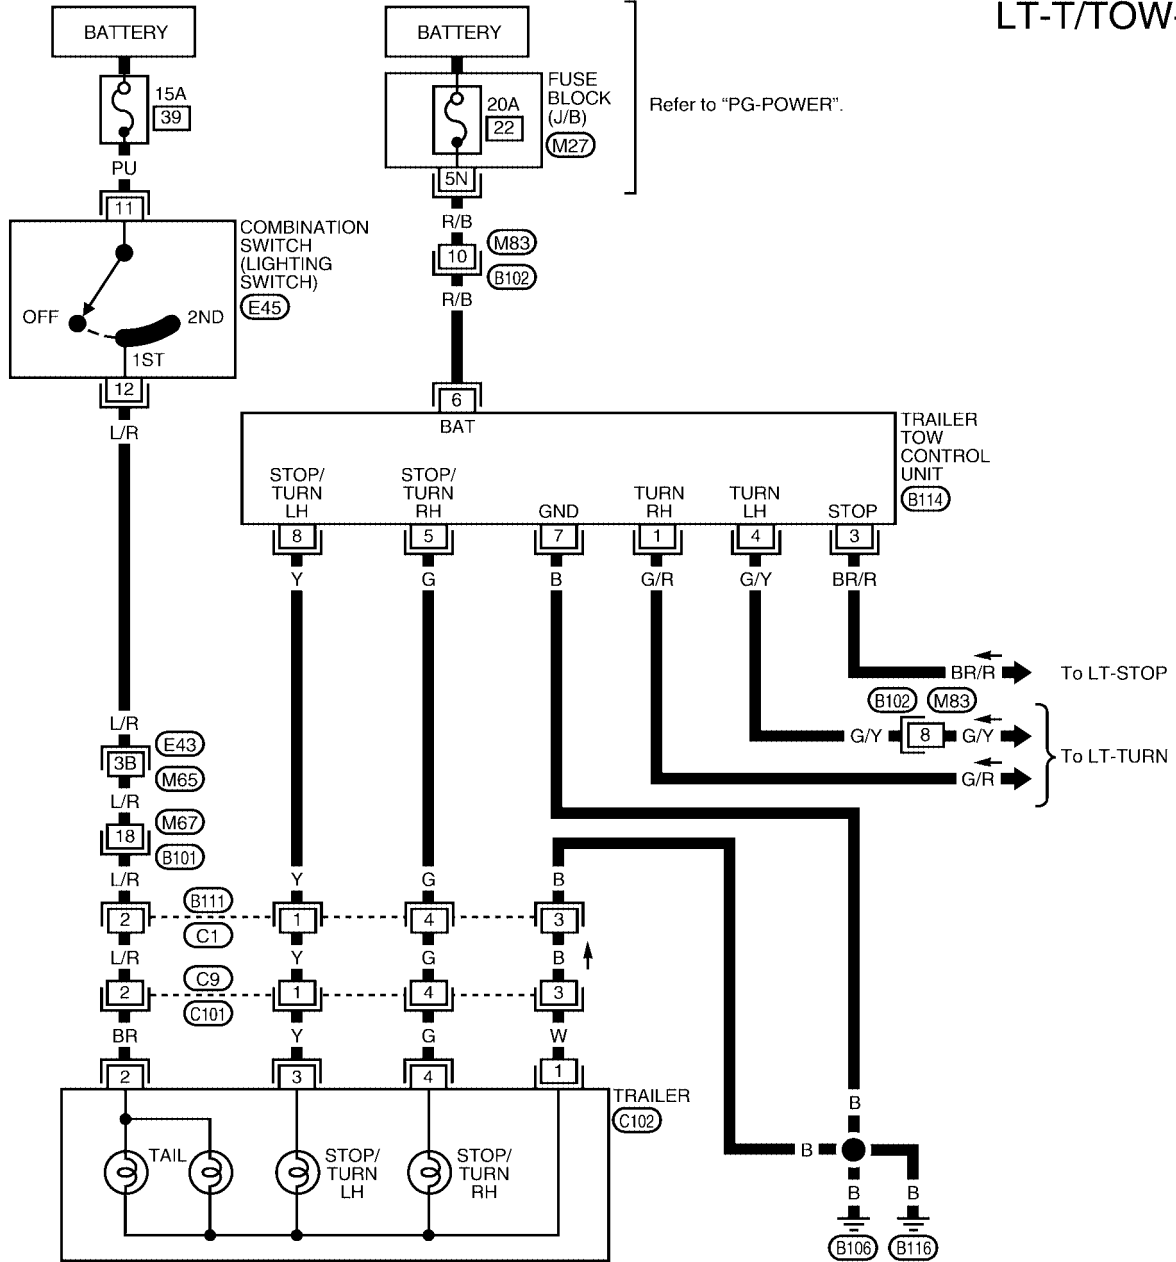 LT-T/TOW-
BATTERY
BATTERY
15A
39
20A
22
FUSE
BLOCK
(J/B)
M27
Refer to “PG-POWER”.
PU
5N
11
R/B
COMBINATION
SWITCH
(LIGHTING
SWITCH)
E45
10
M83
B102
R/B
OFF
2ND
1ST
12
6
BAT
L/R
TRAILER
TOW
CONTROL
UNIT
B114
STOP/
TURN
LH
STOP/
TURN
RH
GND
TURN
RH
TURN
LH
STOP
8
5
7
1
4
3
Y
G
B
G/R
G/Y
BR/R
BR/R
To LT-STOP
B102
M83
G/Y
8
G/Y
To LT-TURN
G/R
L/R
3B
E43
M65
L/R
18
M67
B101
L/R
Y
G
B
B111
2
1
4
3
C1
L/R
Y
G
B
C9
2
1
4
3
C101
BR
Y
G
W
2
3
4
1
TRAILER
C102
TAIL
STOP/
TURN
LH
STOP/
TURN
RH
B
B
B
B
B106
B116